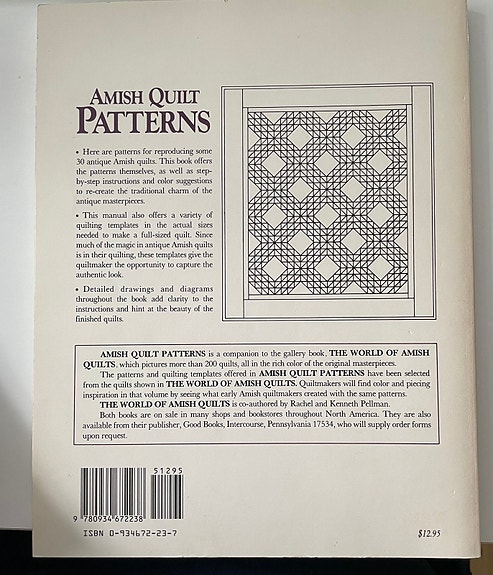 AMISH QUILT
PATTERNS
• Here are patterns for reproducing some
30 antique Amish quilts. This book offers
the patterns themselves, as well as step-
by-step instructions and color suggestions
to re-create the traditional charm of the
antique masterpieces.
• This manual also offers a variety of
quilting templates in the actual sizes
needed to make a full-sized quilt. Since
much of the magic in antique Amish quilts
is in their quilting, these templates give the
quiltmaker the opportunity to capture the
authentic look.
• Detailed drawings and diagrams
throughout the book add clarity to the
instructions and hint at the beauty of the
finished quilts.
AMISH QUILT PATTERNS is a companion to the gallery book, THE WORLD OF AMISH
QUILTS, which pictures more than 200 quilts, all in the rich color of the original masterpieces.
The patterns and quilting templates offered in AMISH QUILT PATTERNS have been selected
from the quilts shown in THE WORLD OF AMISH QUILTS. Quiltmakers will find color and piecing
inspiration in that volume by seeing what early Amish quiltmakers created with the same patterns.
THE WORLD OF AMISH QUILTS is co-authored by Rachel and Kenneth Pellman.
Both books are on sale in many shops and bookstores throughout North America. They are also
available from their publisher, Good Books, Intercourse, Pennsylvania 17534, who will supply order forms
upon request.
51295
9 780934 672238
ISBN 0-934672-23-7
$12.95